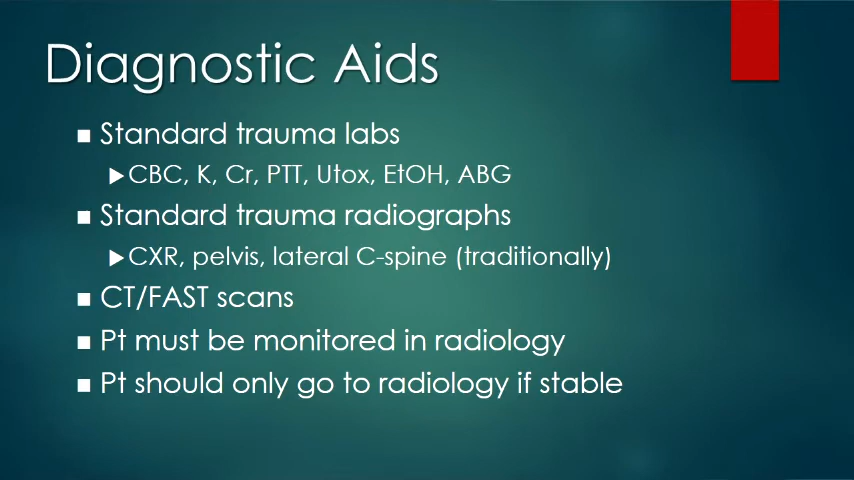 Diagnostic Aids
■ Standard trauma labs
▶CBC, K, Cr, PTT, Utox, EtOH, ABG
■ Standard trauma radiographs
▶CXR, pelvis, lateral C-spine (traditionally)
■ CT/FAST scans
■ Pt must be monitored in radiology
■ Pt should only go to radiology if stable